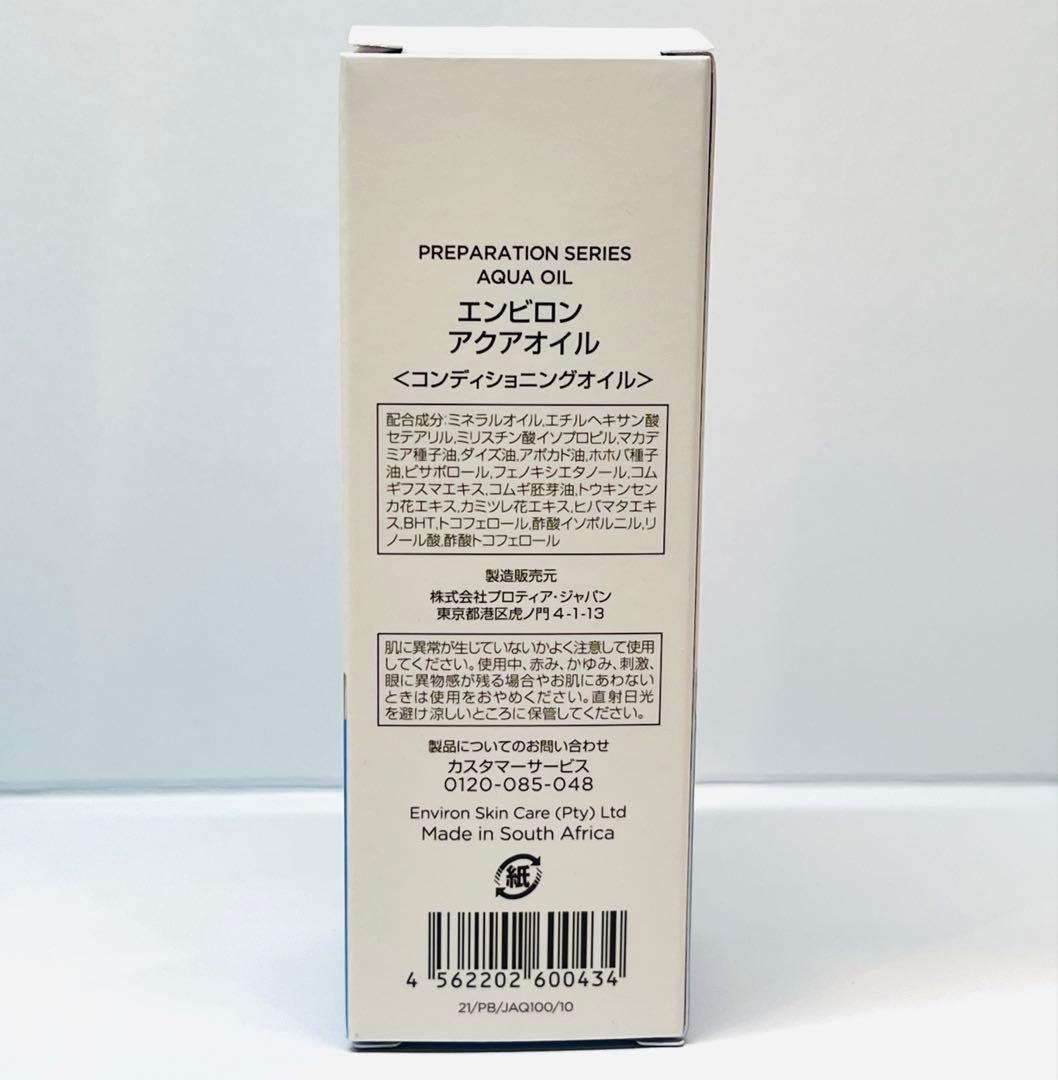 PREPARATION SERIES
AQUA OIL
エンビロン
アクアオイル
<コンディショニングオイル>
配合成分:ミネラルオイル,エチルヘキサン酸
セテアリル,ミリスチン酸イソプロピル,マカデ
ミア種子油,ダイズ油,アボカド油,ホホバ種子
油,ビサボロール,フェノキシエタノール,コム
ギフスマエキス,コムギ胚芽油,トウキンセン
カ花エキス,カミツレ花エキス,ヒバマタエキ
ス,BHT,トコフェロール,酢酸イソボルニル,リ
ノール酸,酢酸トコフェロール
製造販売元
株式会社プロティア・ジャパン
東京都港区虎ノ門4-1-13
肌に異常が生じていないかよく注意して使用
してください。使用中、赤み、かゆみ、刺激、
眼に異物感が残る場合やお肌にあわない
ときは使用をおやめください。直射日光
を避け涼しいところに保管してください。
製品についてのお問い合わせ
カスタマーサービス
0120-085-048
Environ Skin Care (Pty) Ltd
Made in South Africa
紙
4 562202 600434
21/PB/JAQ100/10